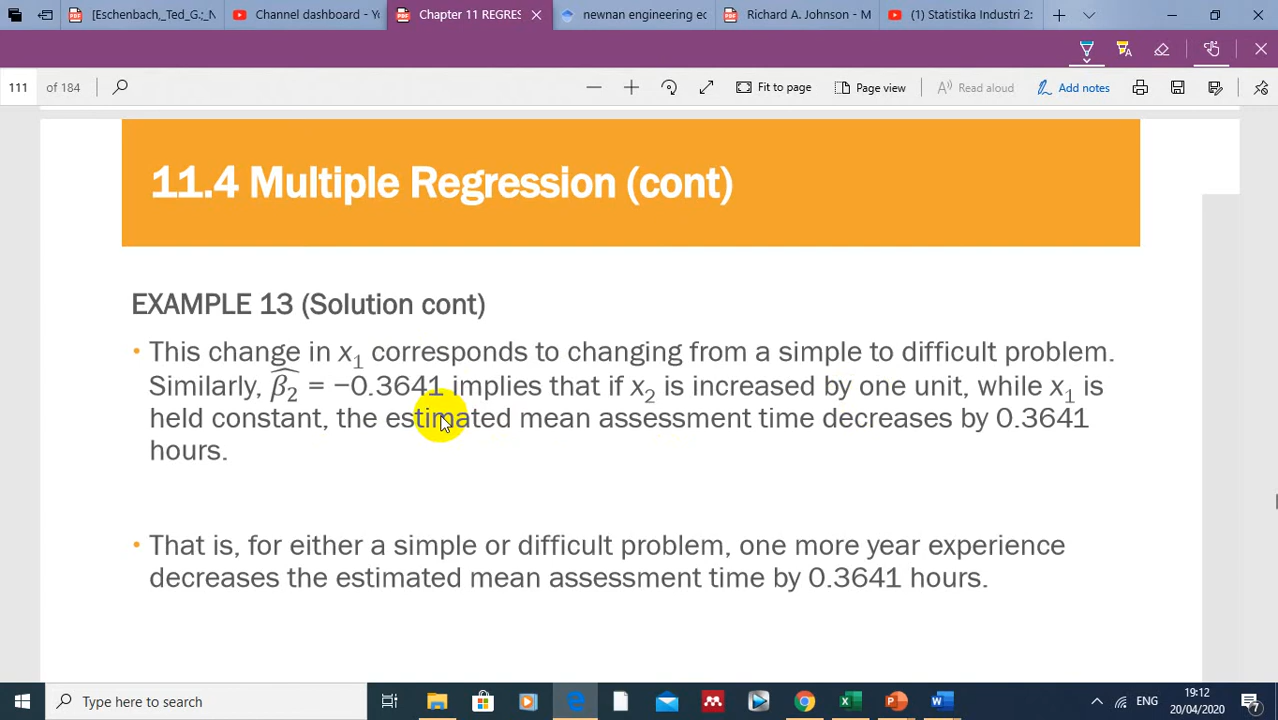 Eschenbach,_Ted_G.;_N
Channel dashboard - Ya
Chapter 11 REGRES
newnan engineering ec
Richard A. Johnson - M
(1) Statistika Industri 2:
111 of 184
Fit to page
Page view
Read aloud
Add notes
11.4 Multiple Regression (cont)
EXAMPLE 13 (Solution cont)
• This change in x₁ corresponds to changing from a simple to difficult problem.
Similarly, β̂₂ = −0.3641 implies that if x₂ is increased by one unit, while x₁ is
held constant, the estimated mean assessment time decreases by 0.3641
hours.
• That is, for either a simple or difficult problem, one more year experience
decreases the estimated mean assessment time by 0.3641 hours.
Type here to search
ENG
19:12
20/04/2020
7